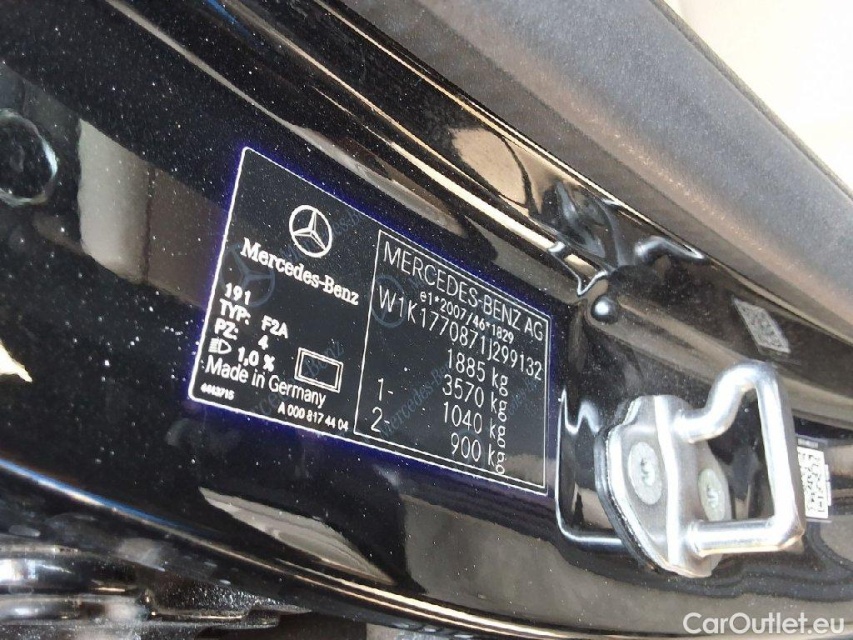 Mercedes-Benz
191
TYP: F2A
PZ: 4
1,0 %
Made in Germany
4443715
A 000 817 44 04
MERCEDES-BENZ AG
e1*2007/46*1829
W1K1770871J299132
1885 kg
3570 kg
1- 1040 kg
2 900 kg
CarOutlet.eu